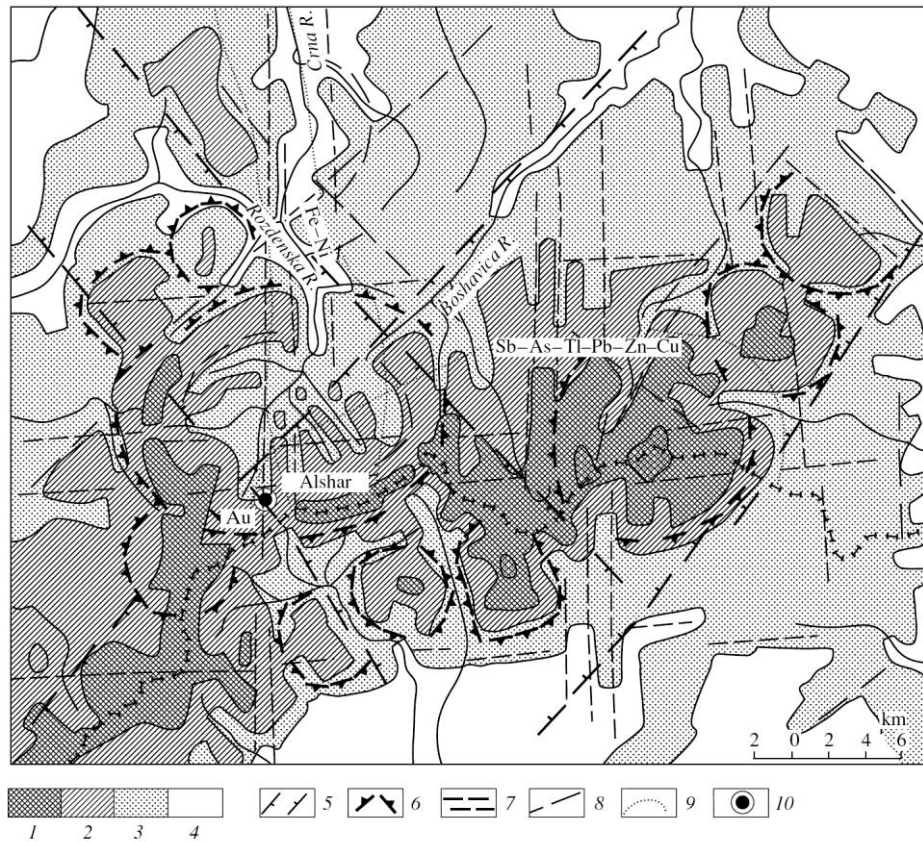 Crna R.
Rozdenska R.
Fe–N
Boshavica R.
Sb–As–Tl–Pb–Zn–Cu
Alshar
Au
km
2 0 2 4 6
1 2 3 4 5 6 7 8 9 10